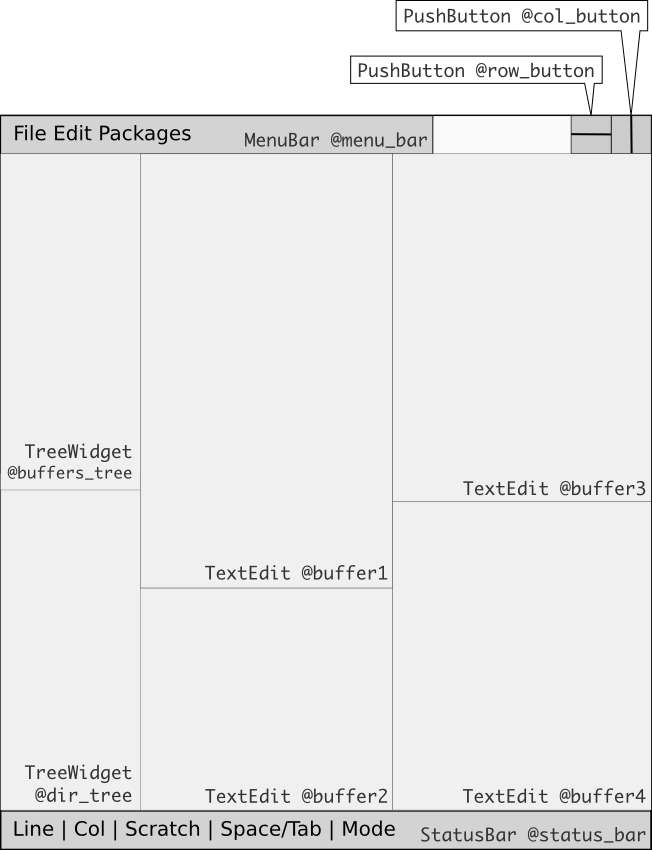 PushButton @col_button
PushButton @row_button
File Edit Packages
MenuBar @menu_bar
TreeWidget
@buffers_tree
TextEdit @buffer3
TextEdit @buffer1
TreeWidget
@dir_tree
TextEdit @buffer2
TextEdit @buffer4
Line | Col | Scratch | Space/Tab | Mode
StatusBar @status_bar